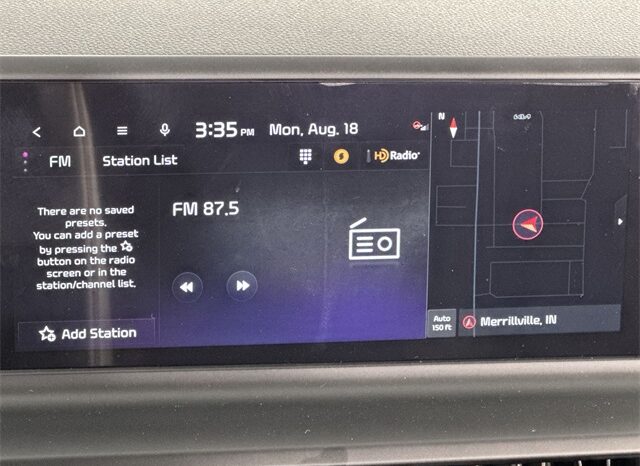 3:35 PM Mon, Aug. 18
N
FM Station List
HD Radio
There are no saved
presets.
You can add a preset
by pressing the
button on the radio
screen or in the
station/channel list.
FM 87.5
Add Station
Auto
150 ft
Merrillville, IN